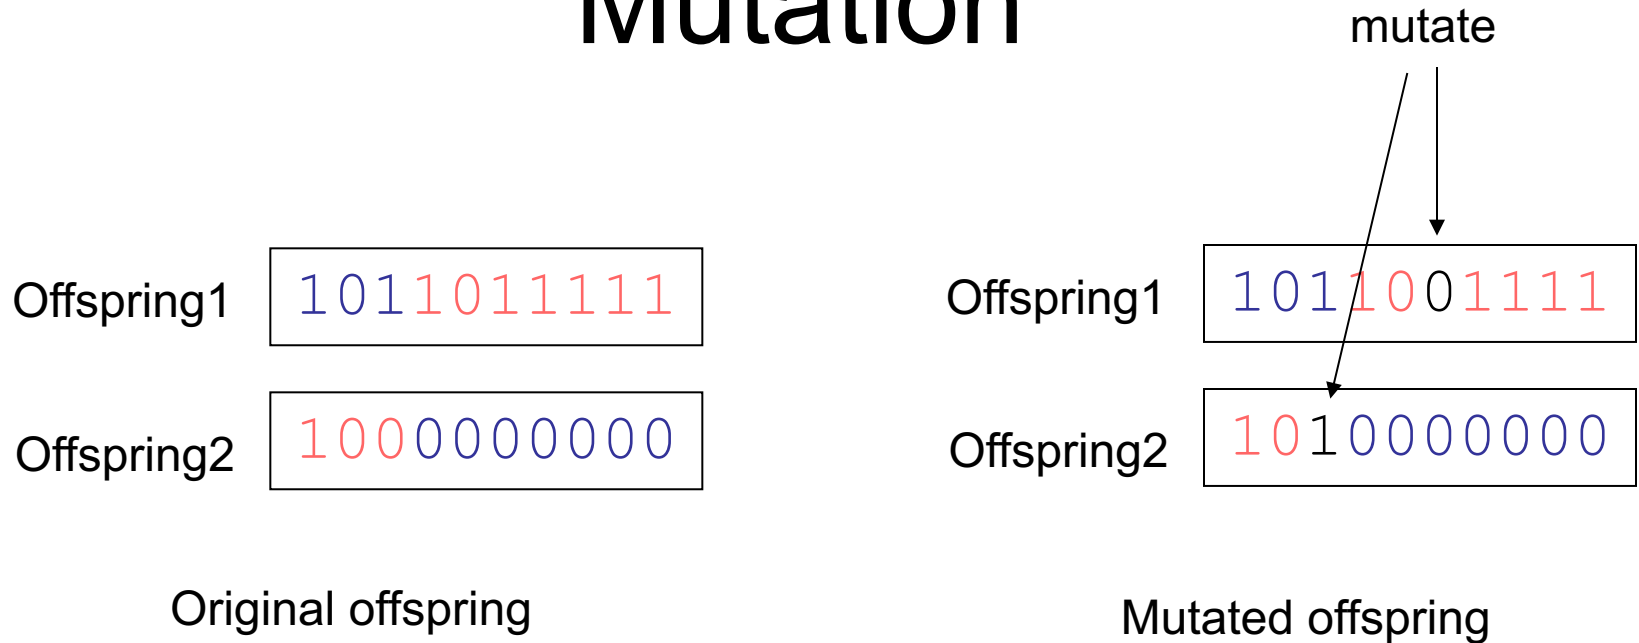 Mutation
mutate
Offspring1 1011011111
Offspring1 1011001111
Offspring2 1000000000
Offspring2 1010000000
Original offspring
Mutated offspring